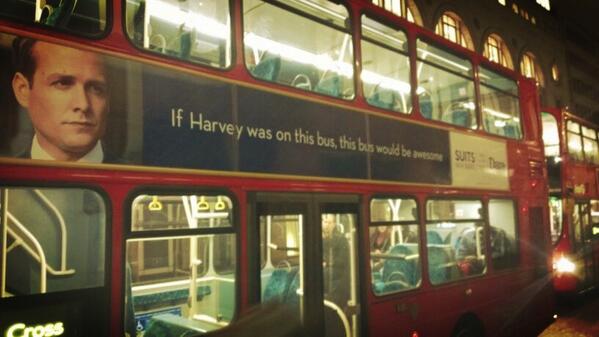 If Harvey was on this bus, this bus would be awesome
SUITS
Cross